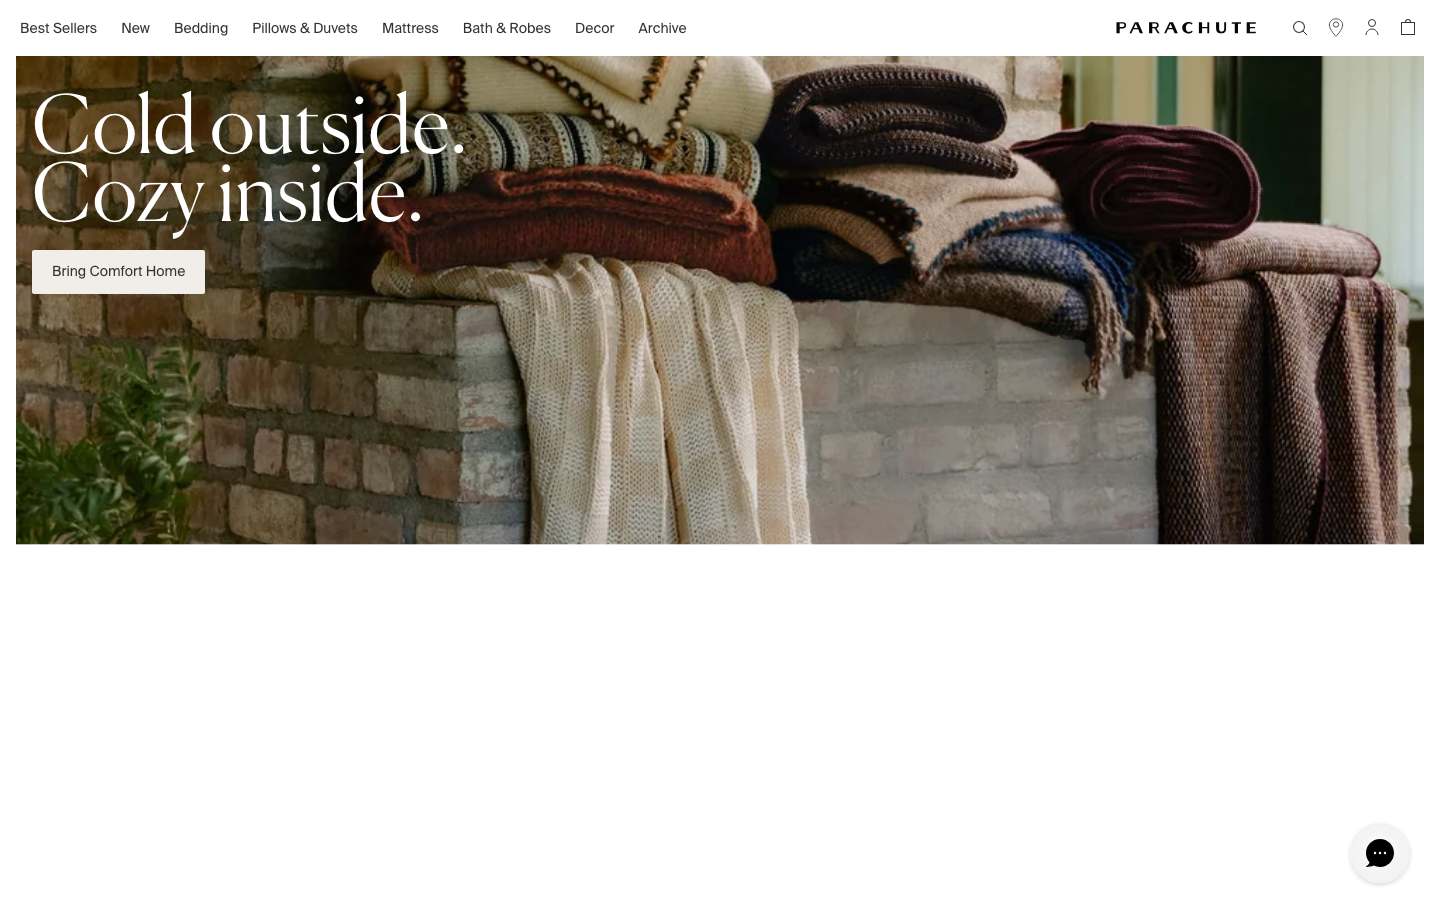 Best Sellers
New
Bedding
Pillows & Duvets
Mattress
Bath & Robes
Decor
Archive
PARACHUTE
Cold outside.
Cozy inside.
Bring Comfort Home